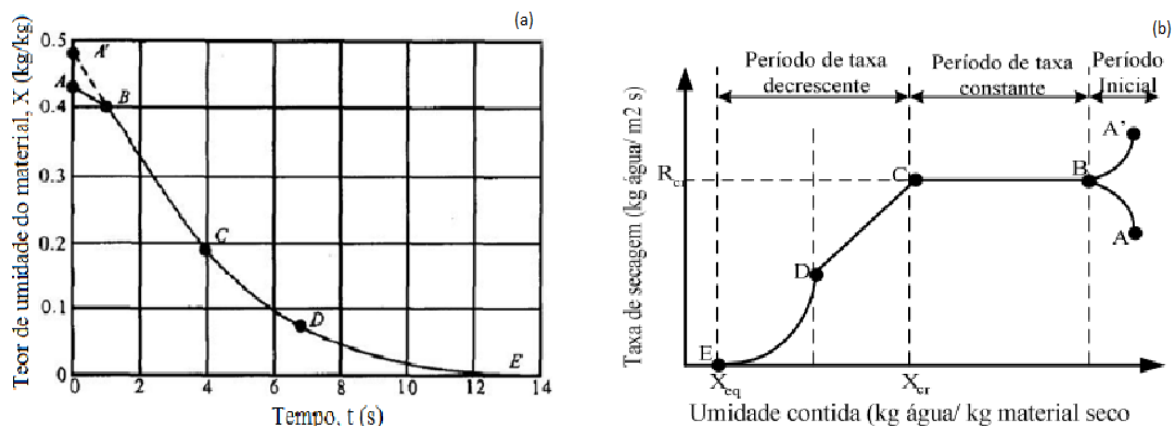 (a)
Teor de umidade do material, X (kg/kg)
0.5
0.4
0.3
0.2
0.1
0
A'
A
B
C
D
E
0 2 4 6 8 10 12 14
Tempo, t (s)
(b)
Período de taxa
decrescente
Período de taxa
constante
Período
Inicial
Taxa de secagem (kg água/ m2 s)
Rcr
A'
B
C
A
D
E
Xeq
Xcr
Umidade contida (kg água/ kg material seco